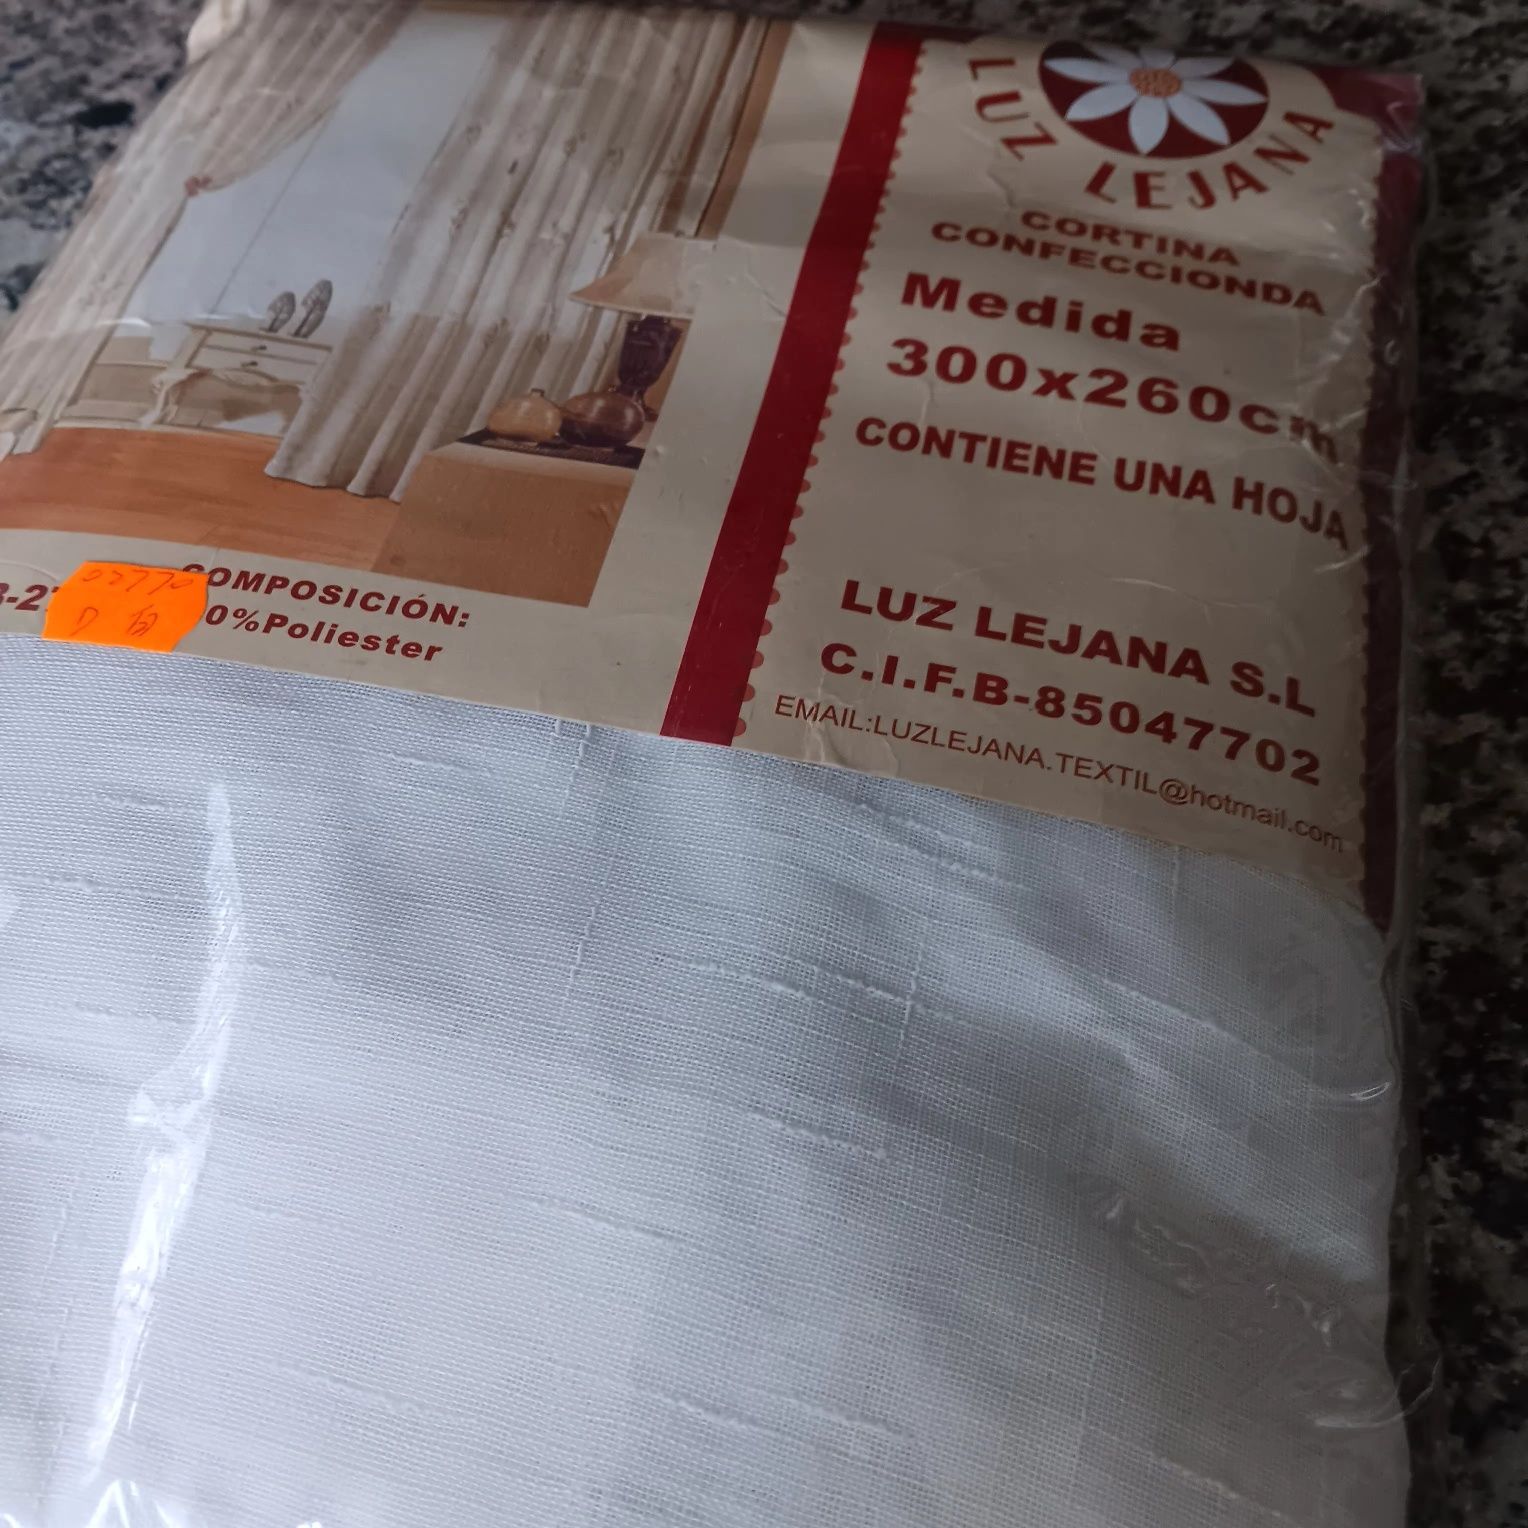 LUZ LEJANA
CORTINA
CONFECCIONDA
Medida
300x260cm
CONTIENE UNA HOJA
LUZ LEJANA S.L
C.I.F.B-85047702
EMAIL:LUZLEJANA.TEXTIL@hotmail.com
COMPOSICIÓN:
0%Poliester